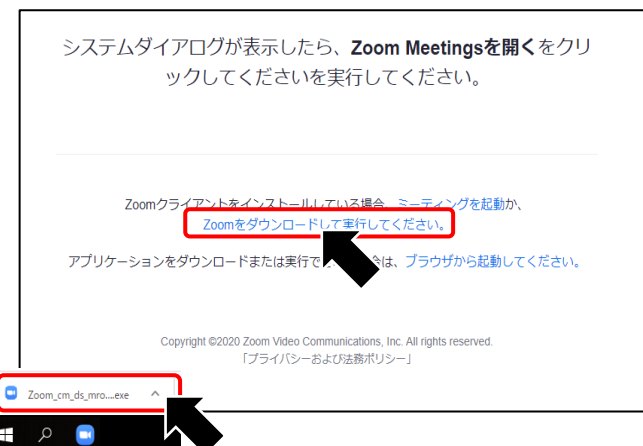 システムダイアログが表示したら、Zoom Meetingsを開くをクリ
ックしてくださいを実行してください。
Zoomクライアントをインストールしている場合、ミーティングを起動か、
Zoomをダウンロードして実行してください。
アプリケーションをダウンロードまたは実行で 合は、ブラウザから起動してください。
Copyright ©2020 Zoom Video Communications, Inc. All rights reserved.
「プライバシーおよび法務ポリシー」
Zoom_cm_ds_mro....exe